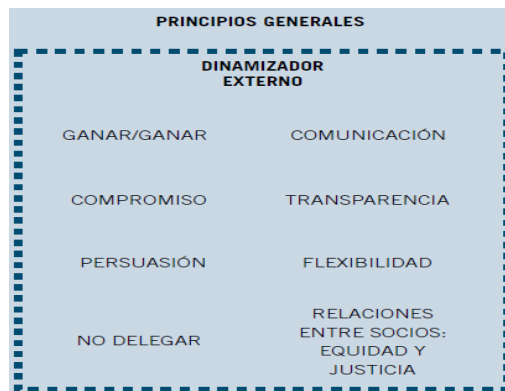 PRINCIPIOS GENERALES
DINAMIZADOR
EXTERNO
GANAR/GANAR
COMUNICACIÓN
COMPROMISO
TRANSPARENCIA
PERSUASIÓN
FLEXIBILIDAD
NO DELEGAR
RELACIONES
ENTRE SOCIOS:
EQUIDAD Y
JUSTICIA